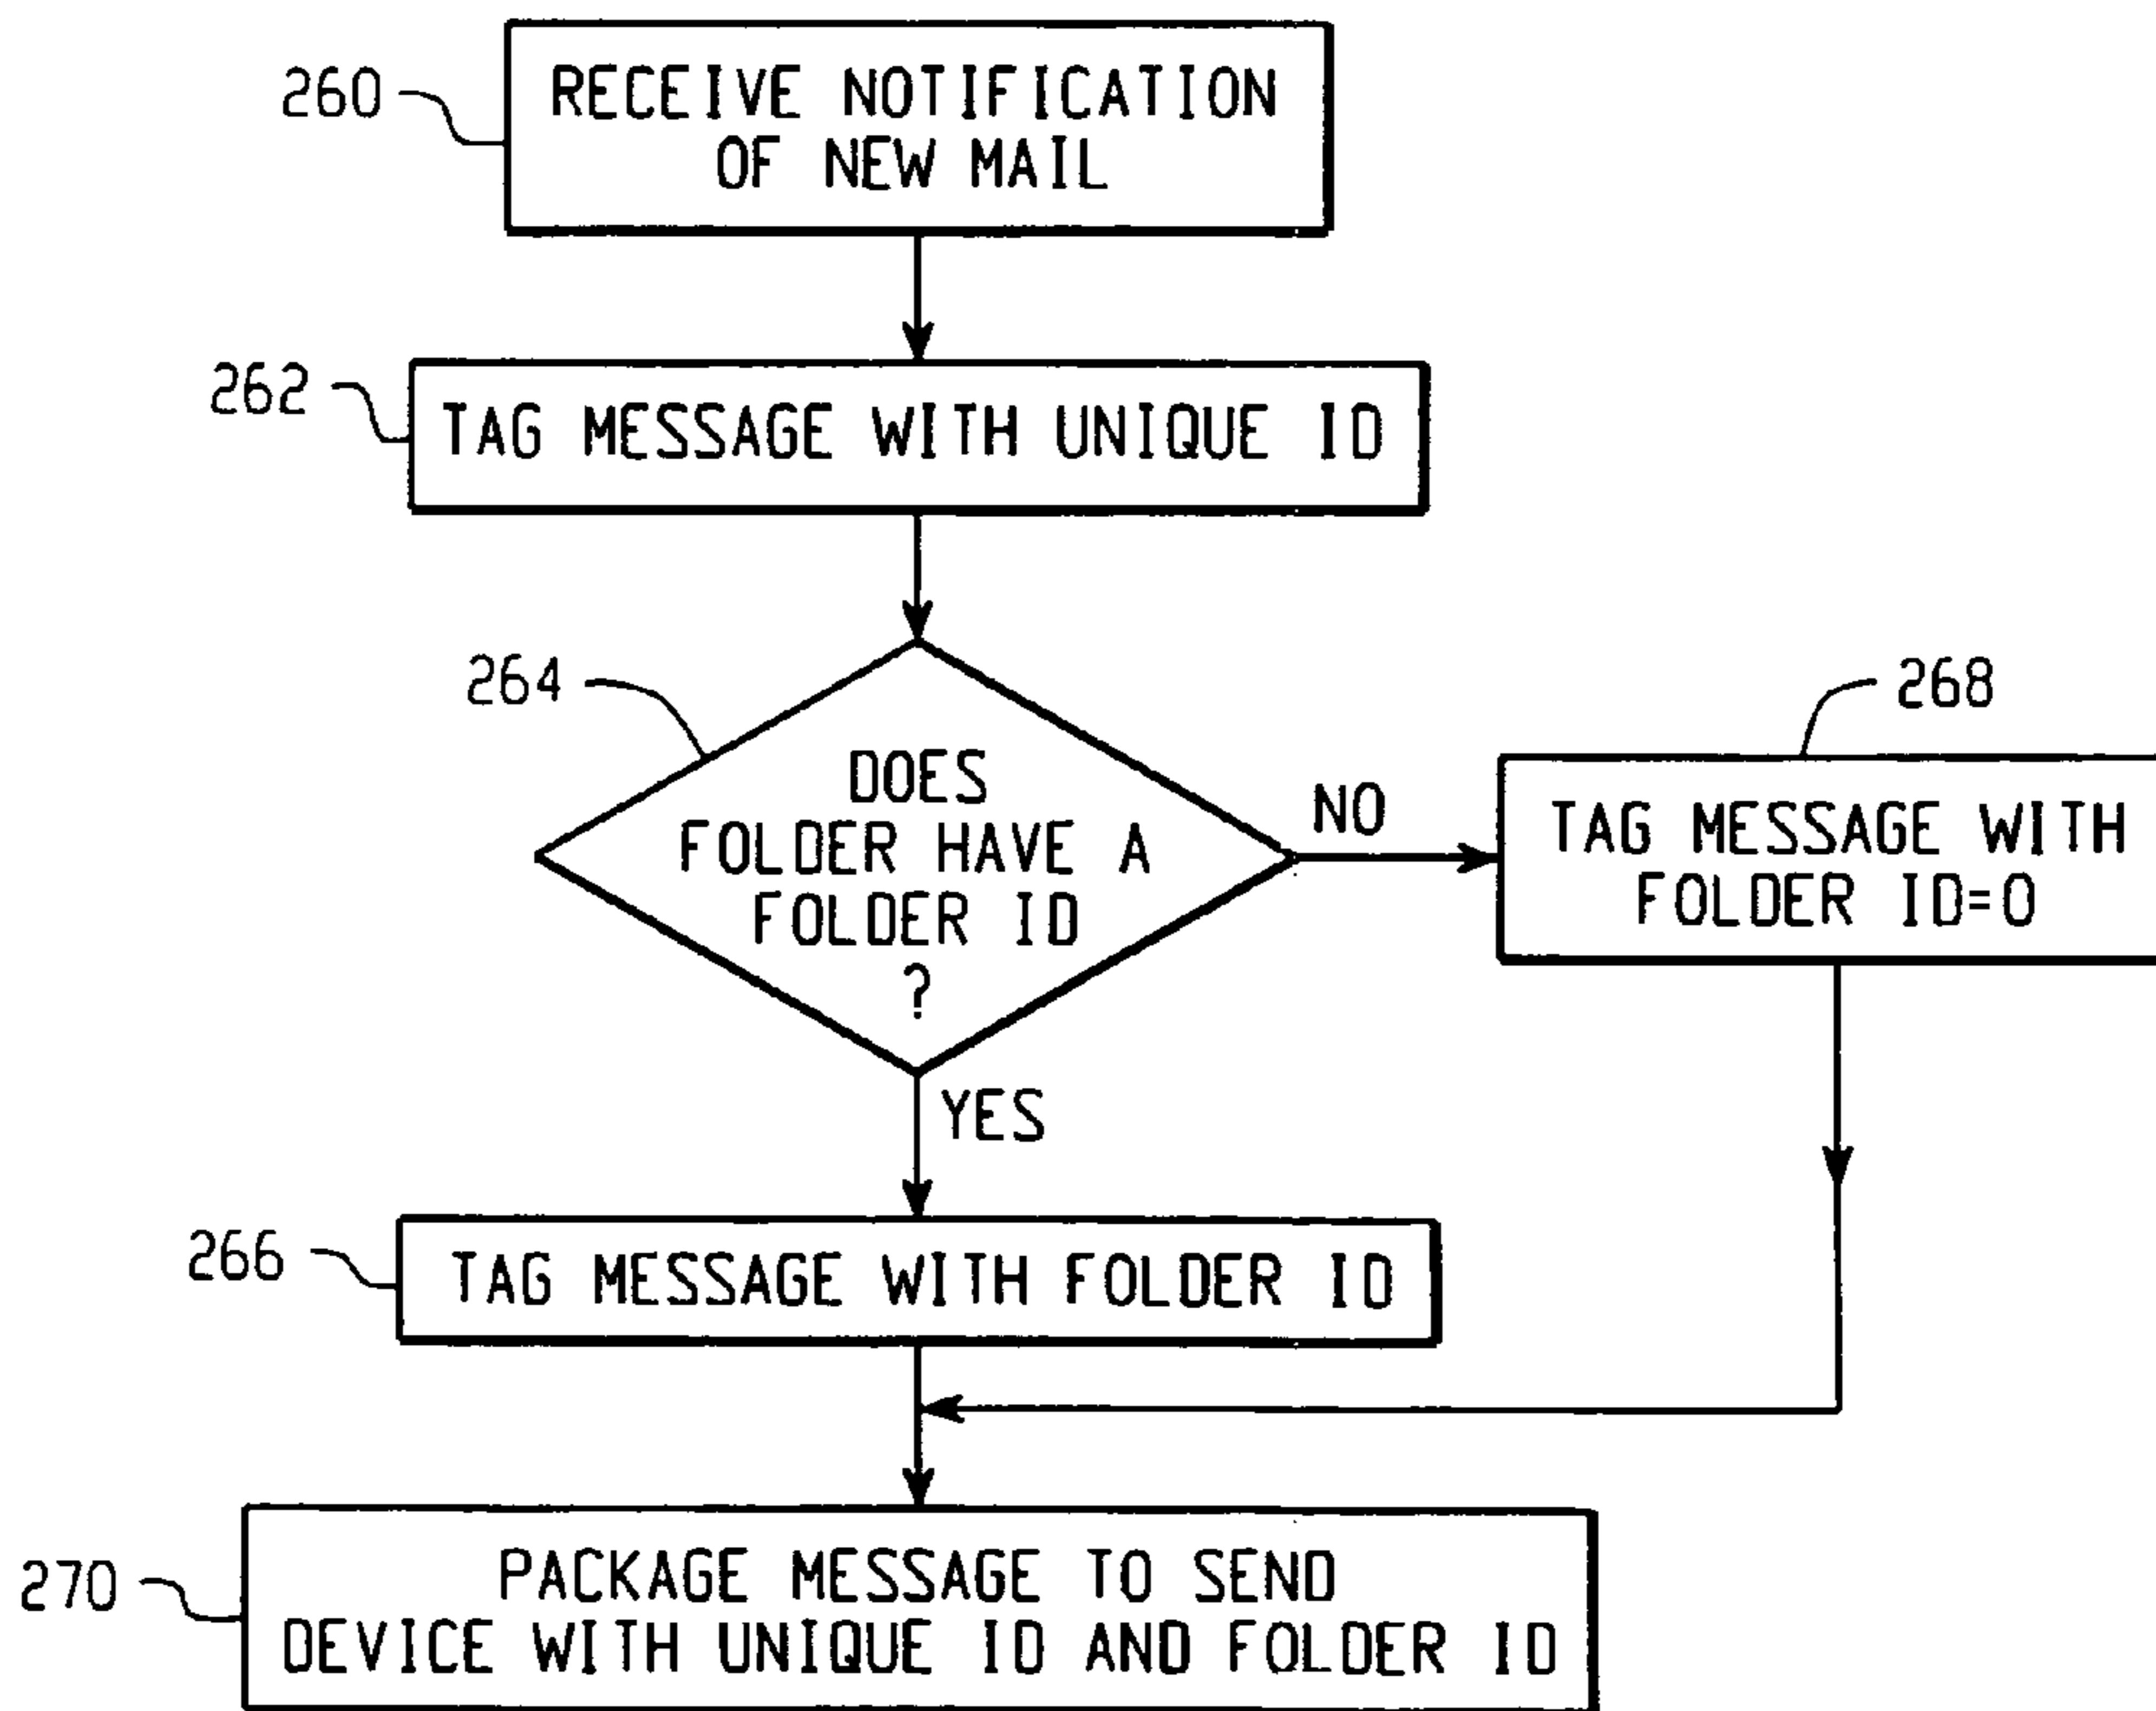 260
RECEIVE NOTIFICATION
OF NEW MAIL
262
TAG MESSAGE WITH UNIQUE ID
264
DOES
FOLDER HAVE A
FOLDER ID
?
NO
268
TAG MESSAGE WITH
FOLDER ID=0
YES
266
TAG MESSAGE WITH FOLDER ID
270
PACKAGE MESSAGE TO SEND
DEVICE WITH UNIQUE ID AND FOLDER ID